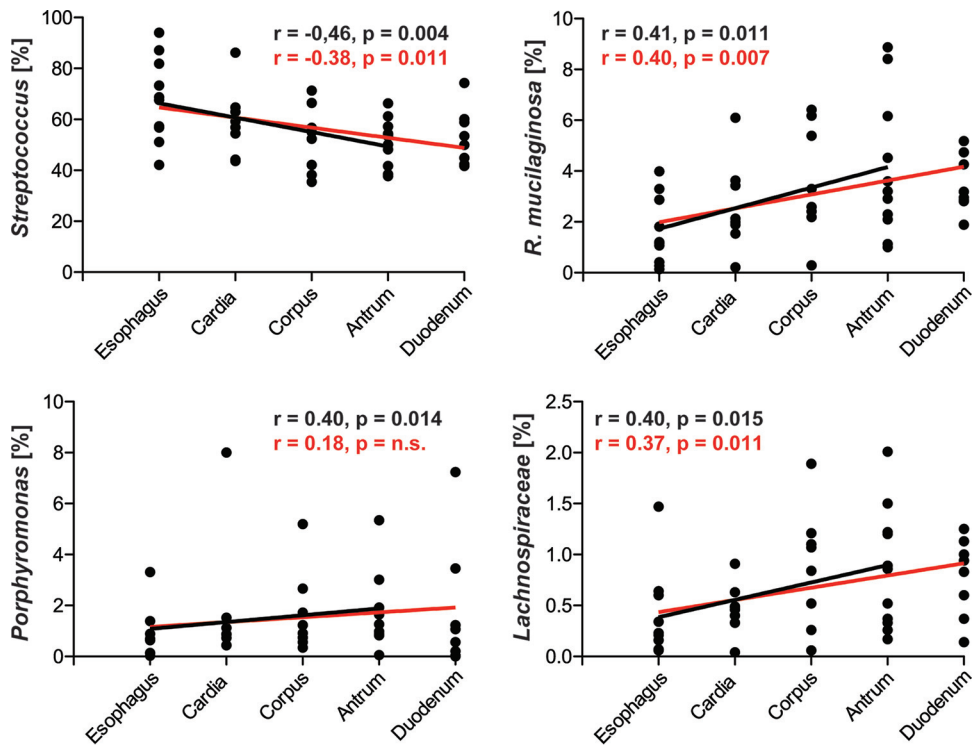 Streptococcus [%]
100
80
60
40
20
0
r = -0,46, p = 0.004
r = -0.38, p = 0.011
Esophagus
Cardia
Corpus
Antrum
Duodenum
R. mucilaginosa [%]
10
8
6
4
2
0
r = 0.41, p = 0.011
r = 0.40, p = 0.007
Esophagus
Cardia
Corpus
Antrum
Duodenum
Porphyromonas [%]
10
8
6
4
2
0
r = 0.40, p = 0.014
r = 0.18, p = n.s.
Esophagus
Cardia
Corpus
Antrum
Duodenum
Lachnospiraceae [%]
2.5
2.0
1.5
1.0
0.5
0.0
r = 0.40, p = 0.015
r = 0.37, p = 0.011
Esophagus
Cardia
Corpus
Antrum
Duodenum